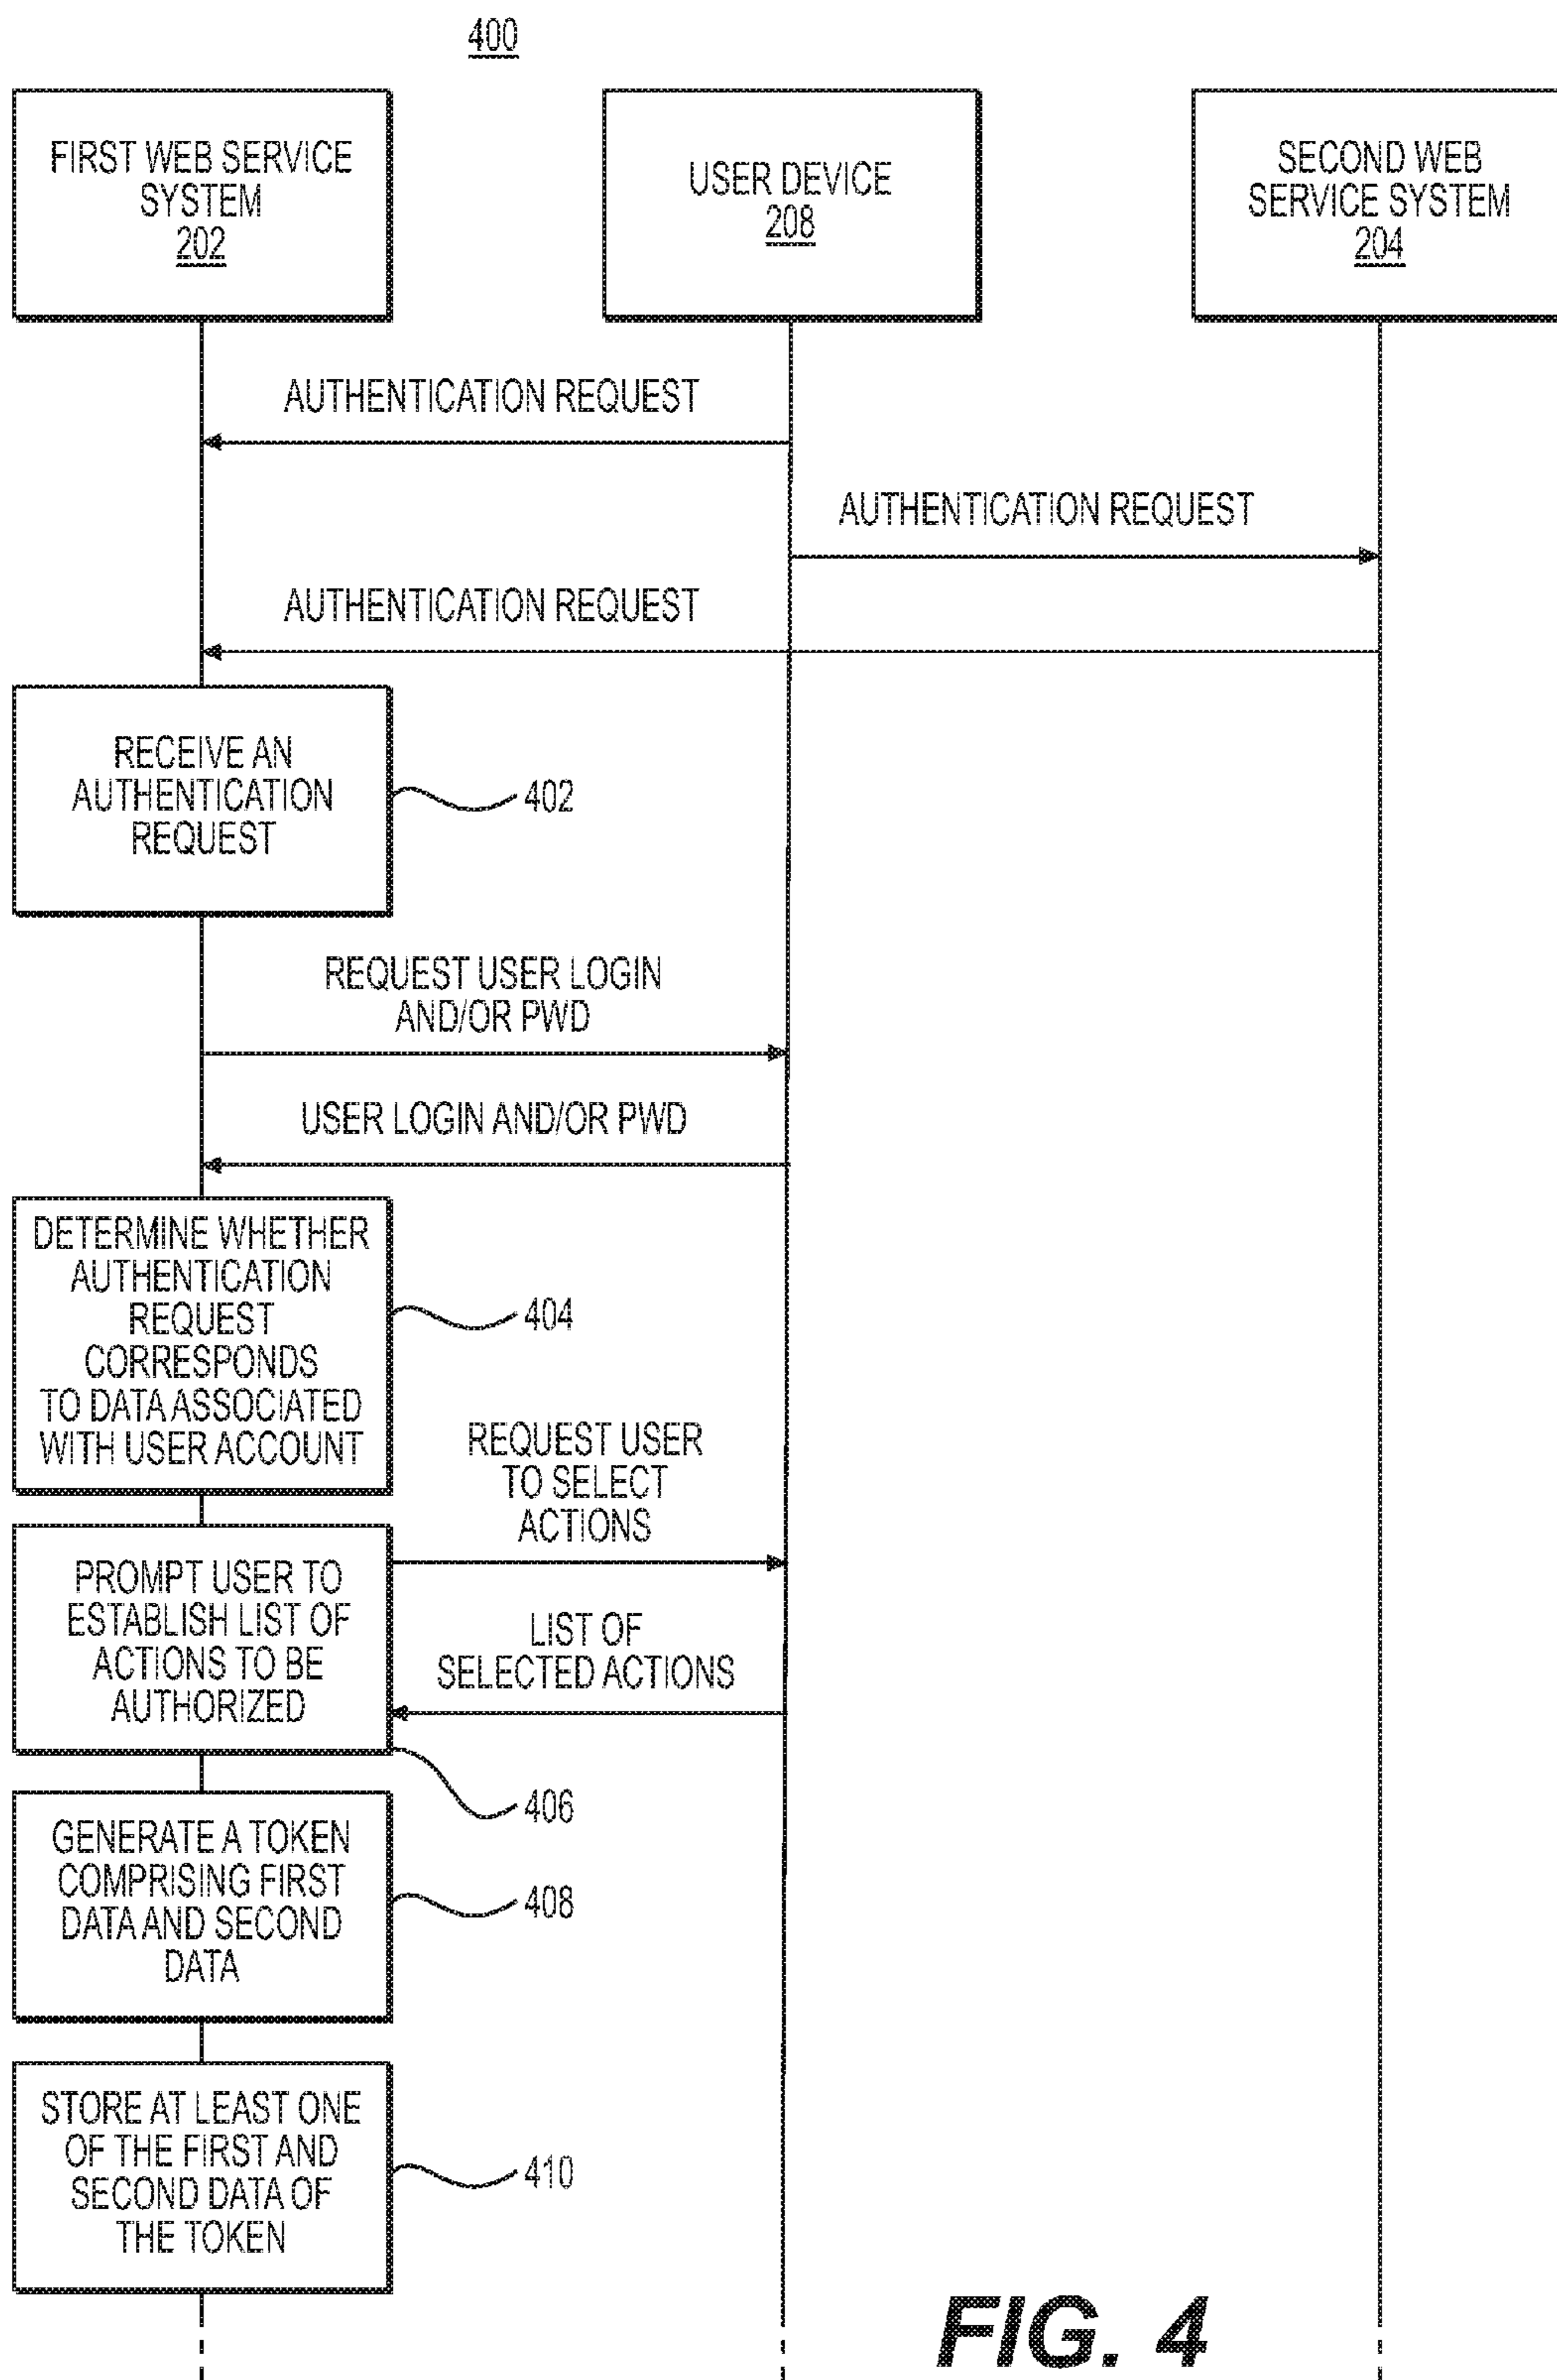 400
FIRST WEB SERVICE
SYSTEM
202
USER DEVICE
208
SECOND WEB
SERVICE SYSTEM
204
AUTHENTICATION REQUEST
AUTHENTICATION REQUEST
AUTHENTICATION REQUEST
RECEIVE AN
AUTHENTICATION
REQUEST
402
REQUEST USER LOGIN
AND/OR PWD
USER LOGIN AND/OR PWD
DETERMINE WHETHER
AUTHENTICATION
REQUEST
CORRESPONDS
TO DATA ASSOCIATED
WITH USER ACCOUNT
404
REQUEST USER
TO SELECT
ACTIONS
PROMPT USER TO
ESTABLISH LIST OF
ACTIONS TO BE
AUTHORIZED
LIST OF
SELECTED ACTIONS
406
GENERATE A TOKEN
COMPRISING FIRST
DATA AND SECOND
DATA
408
STORE AT LEAST ONE
OF THE FIRST AND
SECOND DATA OF
THE TOKEN
410
FIG. 4